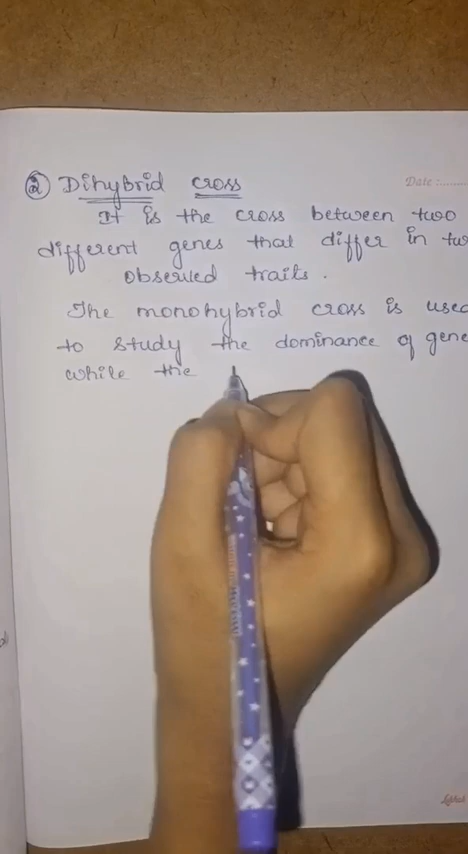 ② Dihybrid cross
Date :........
It is the cross between two
different genes that differ in tw
observed traits .
The monohybrid cross is used
to study the dominance of gene
while the